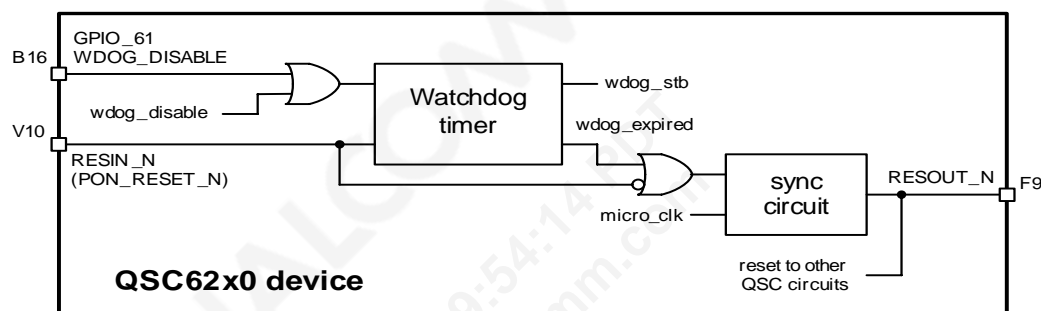 GPIO_61
B16
WDOG_DISABLE
wdog_disable
Watchdog
timer
wdog_stb
wdog_expired
V10
RESIN_N
(PON_RESET_N)
micro_clk
sync
circuit
RESOUT_N
F9
reset to other
QSC circuits
QSC62x0 device